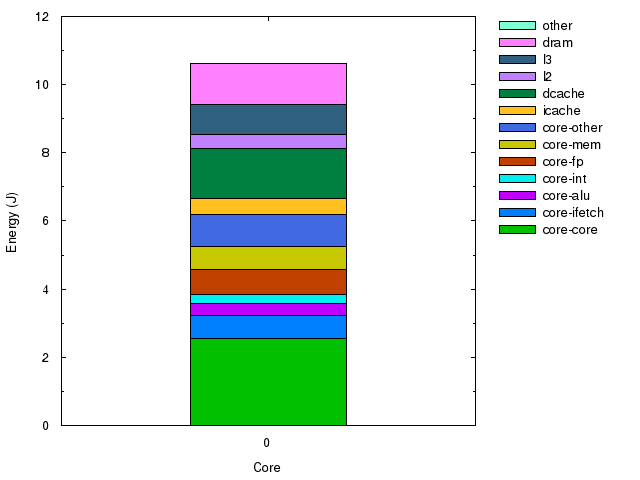 12
10
8
6
4
2
0
Energy (J)
0
Core
other
dram
l3
l2
dcache
icache
core-other
core-mem
core-fp
core-int
core-alu
core-ifetch
core-core